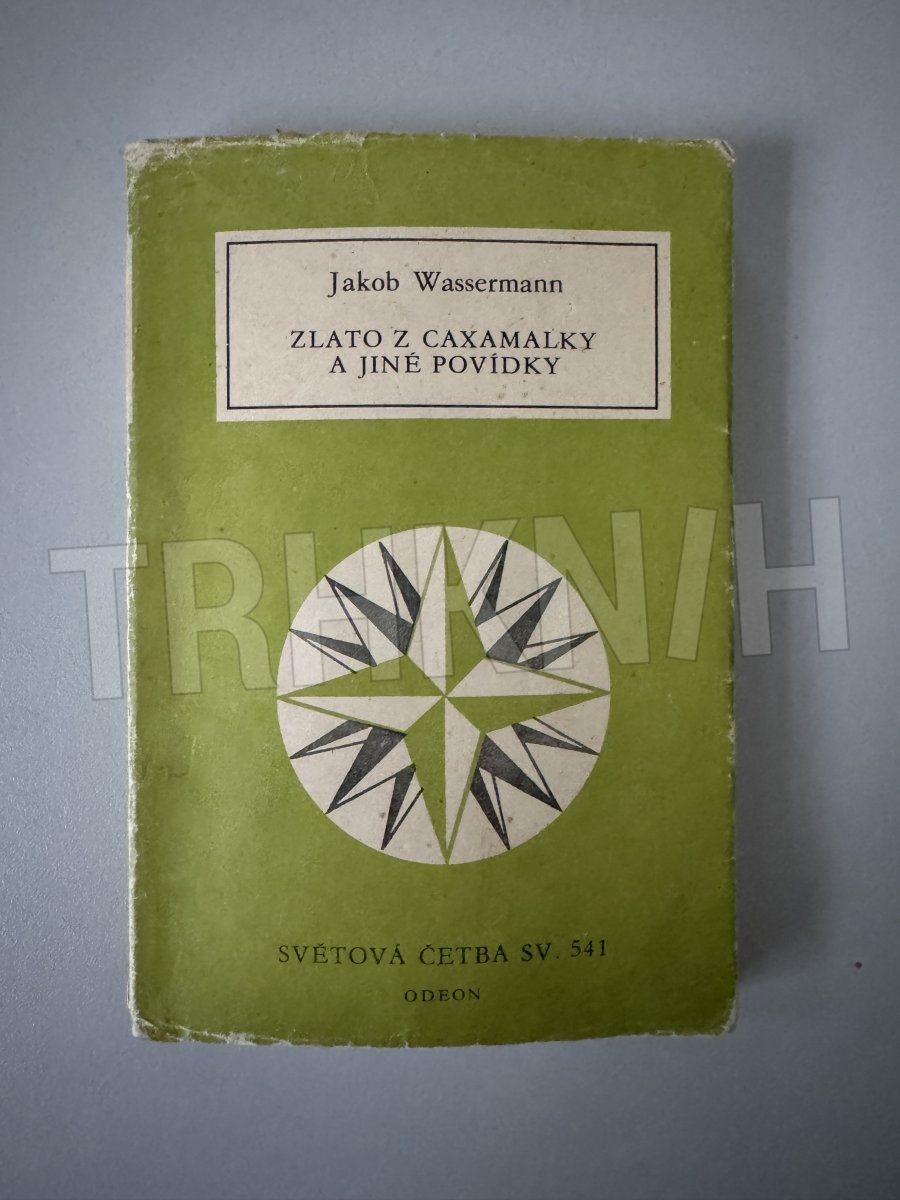 Jakob Wassermann
ZLATO Z CAXAMALKY
A JINÉ POVÍDKY
TRHKNIH
SVĚTOVÁ ČETBA SV. 541
ODEON